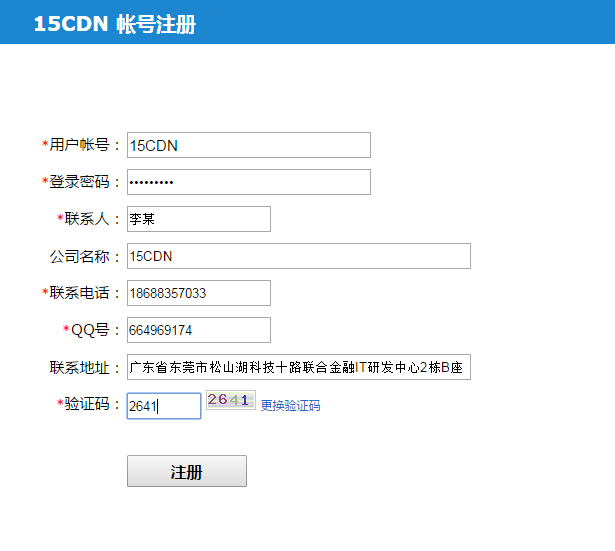 15CDN 帐号注册
*用户帐号： 15CDN
*登录密码： •••••••••
*联系人： 李某
公司名称： 15CDN
*联系电话： 18688357033
*QQ号： 664969174
联系地址： 广东省东莞市松山湖科技十路联合金融IT研发中心2栋B座
*验证码： 2641 2641 更换验证码
注册